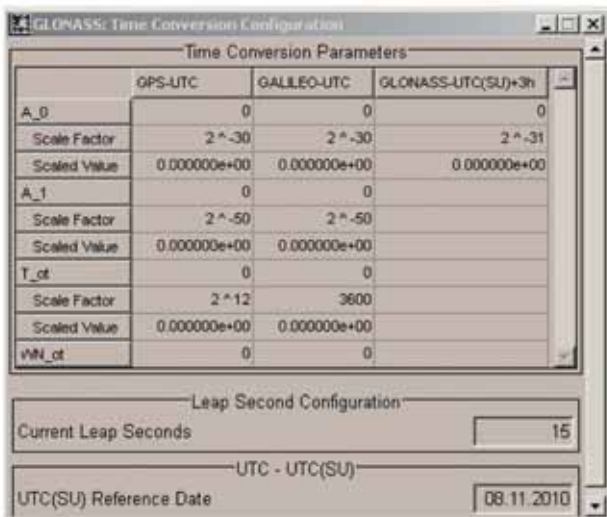 GLONASS: Time Conversion Configuration
Time Conversion Parameters
GPS-UTC GALILEO-UTC GLONASS-UTC(SU)+3h
A_0 0 0 0
Scale Factor 2^-30 2^-30 2^-31
Scaled Value 0.000000e+00 0.000000e+00 0.000000e+00
A_1 0 0
Scale Factor 2^-50 2^-50
Scaled Value 0.000000e+00 0.000000e+00
T_ot 0 0
Scale Factor 2^12 3600
Scaled Value 0.000000e+00 0.000000e+00
WN_ot 0 0
Leap Second Configuration
Current Leap Seconds 15
UTC - UTC(SU)
UTC(SU) Reference Date 08.11.2010